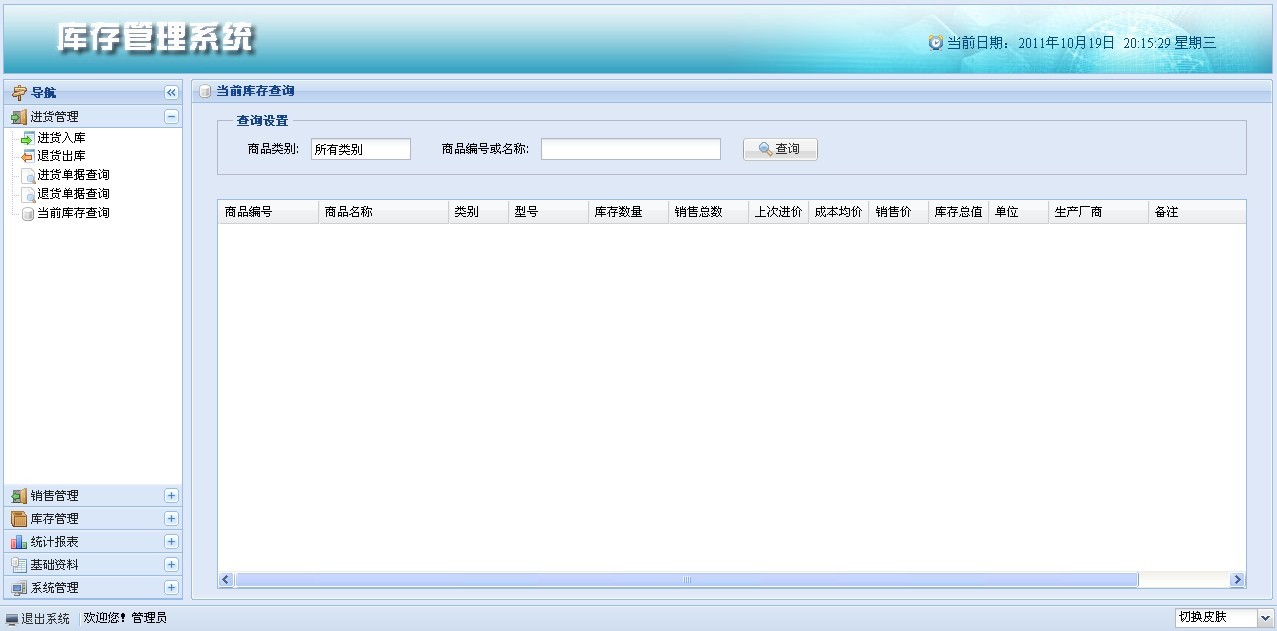 库存管理系统
当前日期： 2011年10月19日 20:15:29 星期三
导航
进货管理
进货入库
退货出库
进货单据查询
退货单据查询
当前库存查询
销售管理
库存管理
统计报表
基础资料
系统管理
当前库存查询
查询设置
商品类别: 所有类别 商品编号或名称: 查询
商品编号 商品名称 类别 型号 库存数量 销售总数 上次进价 成本均价 销售价 库存总值 单位 生产厂商 备注
退出系统 欢迎您! 管理员 切换皮肤